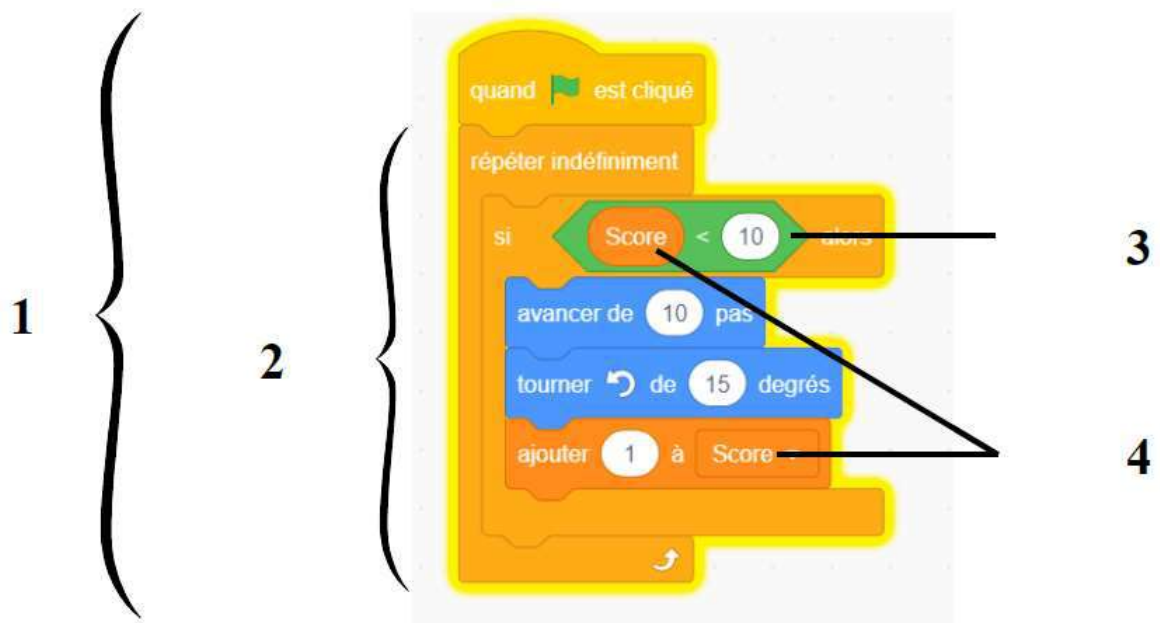 quand est cliqué
répéter indéfiniment
si Score < 10 alors
3
avancer de 10 pas
1
2
tourner de 15 degrés
ajouter 1 à Score
4